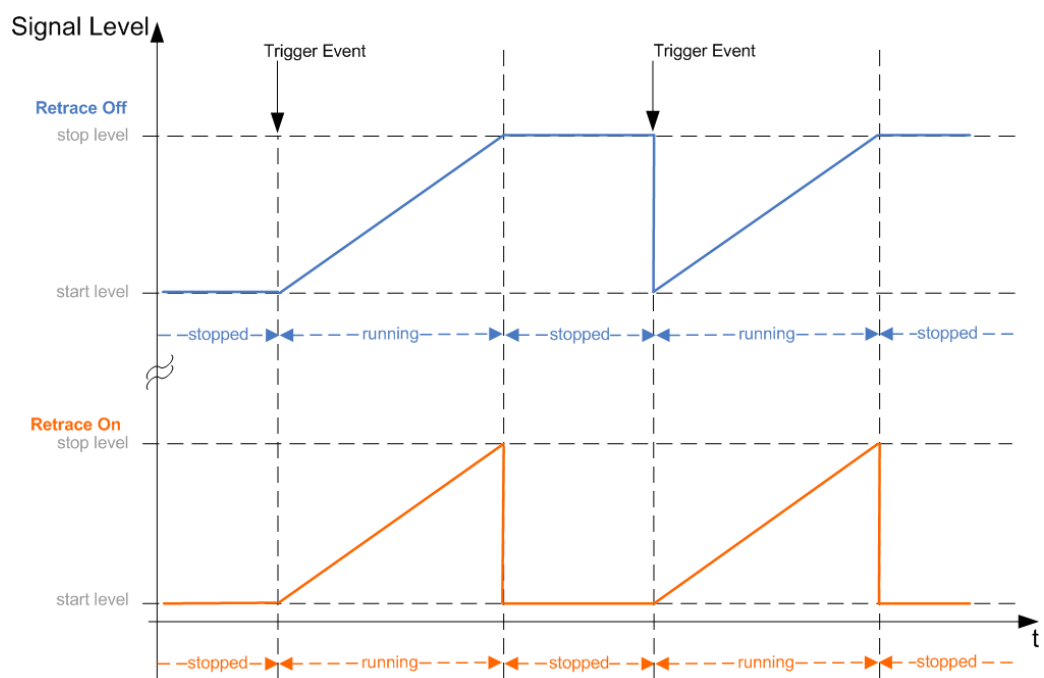 Signal Level
Trigger Event
Trigger Event
Retrace Off
stop level
start level
stopped
running
stopped
running
stopped
Retrace On
stop level
start level
t
stopped
running
stopped
running
stopped